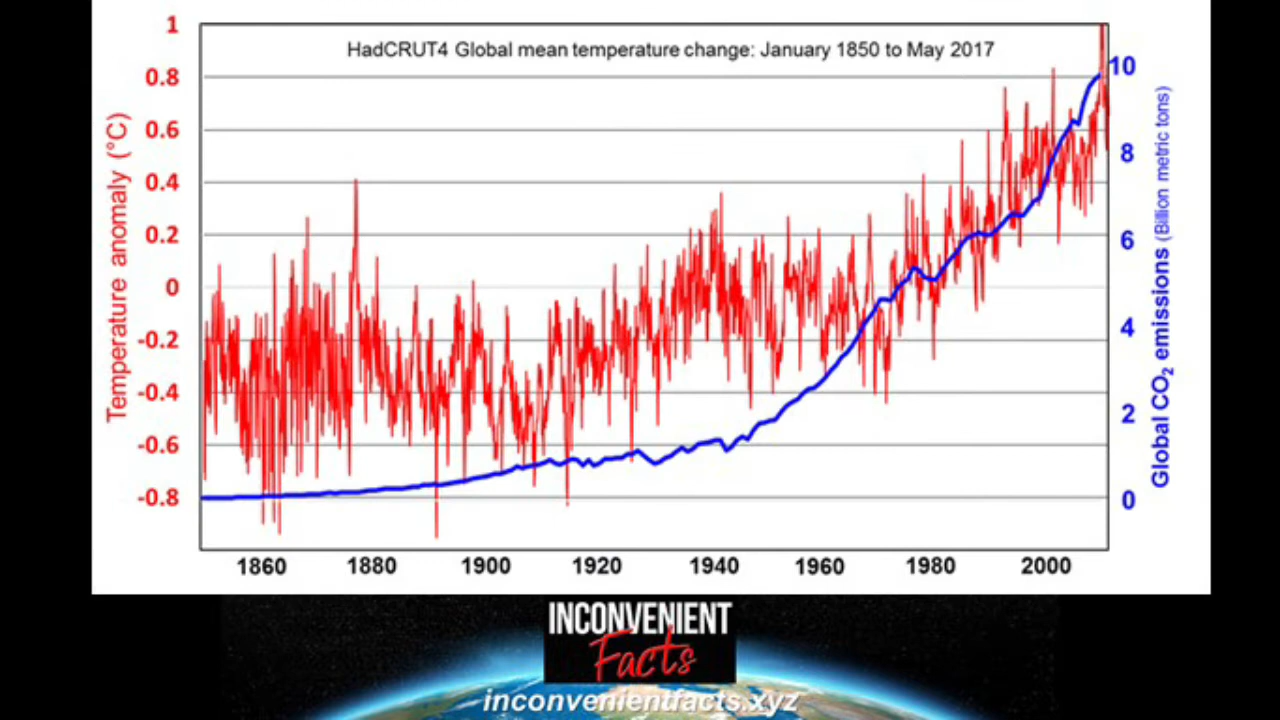 HadCRUT4 Global mean temperature change: January 1850 to May 2017
Temperature anomaly (°C)
1
0.8
0.6
0.4
0.2
0
-0.2
-0.4
-0.6
-0.8
1860 1880 1900 1920 1940 1960 1980 2000
10
8
6
4
2
0
Global CO₂ emissions (Billion metric tons)
INCONVENIENT
Facts
inconvenientfacts.xyz